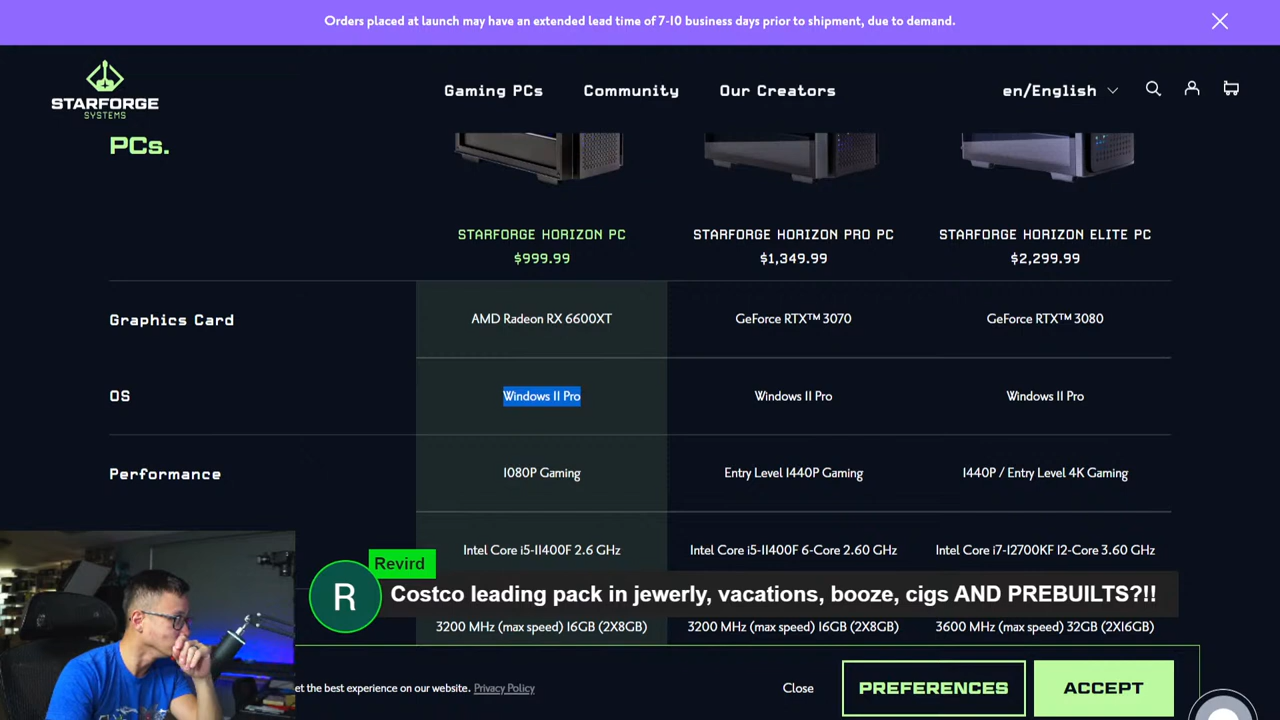 Orders placed at launch may have an extended lead time of 7-10 business days prior to shipment, due to demand.
STARFORGE
SYSTEMS
Gaming PCs
Community
Our Creators
en/English
PCs.
STARFORGE HORIZON PC
STARFORGE HORIZON PRO PC
STARFORGE HORIZON ELITE PC
$999.99
$1,349.99
$2,299.99
Graphics Card
AMD Radeon RX 6600XT
GeForce RTX™ 3070
GeForce RTX™ 3080
OS
Windows 11 Pro
Windows 11 Pro
Windows 11 Pro
Performance
1080P Gaming
Entry Level 1440P Gaming
1440P / Entry Level 4K Gaming
Intel Core i5-11400F 2.6 GHz
Intel Core i5-11400F 6-Core 2.60 GHz
Intel Core i7-12700KF 12-Core 3.60 GHz
Revird
R
Costco leading pack in jewerly, vacations, booze, cigs AND PREBUILTS?!!
3200 MHz (max speed) 16GB (2X8GB)
3200 MHz (max speed) 16GB (2X8GB)
3600 MHz (max speed) 32GB (2X16GB)
et the best experience on our website. Privacy Policy
Close
PREFERENCES
ACCEPT